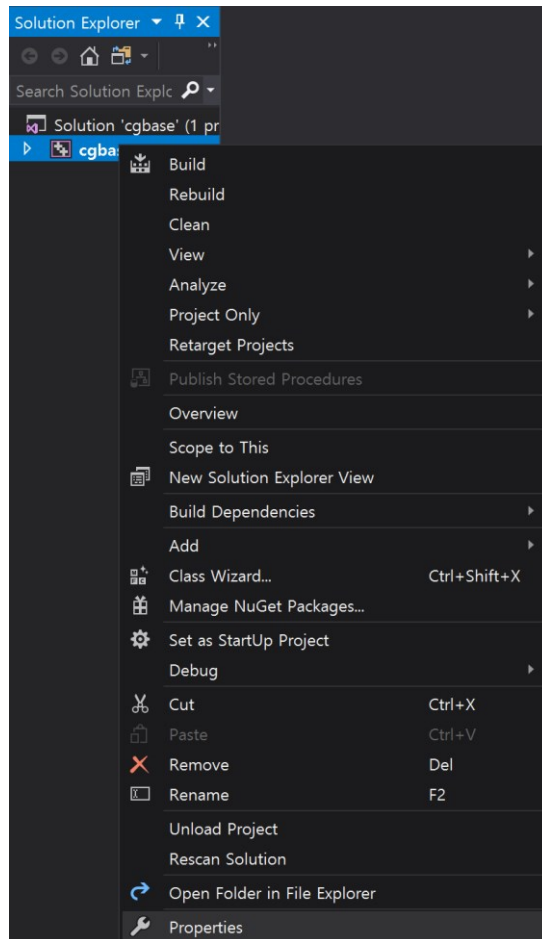 Solution Explorer
Search Solution Explc
Solution 'cgbase' (1 pr
cgba
Build
Rebuild
Clean
View
Analyze
Project Only
Retarget Projects
Publish Stored Procedures
Overview
Scope to This
New Solution Explorer View
Build Dependencies
Add
Class Wizard... Ctrl+Shift+X
Manage NuGet Packages...
Set as StartUp Project
Debug
Cut Ctrl+X
Paste Ctrl+V
Remove Del
Rename F2
Unload Project
Rescan Solution
Open Folder in File Explorer
Properties